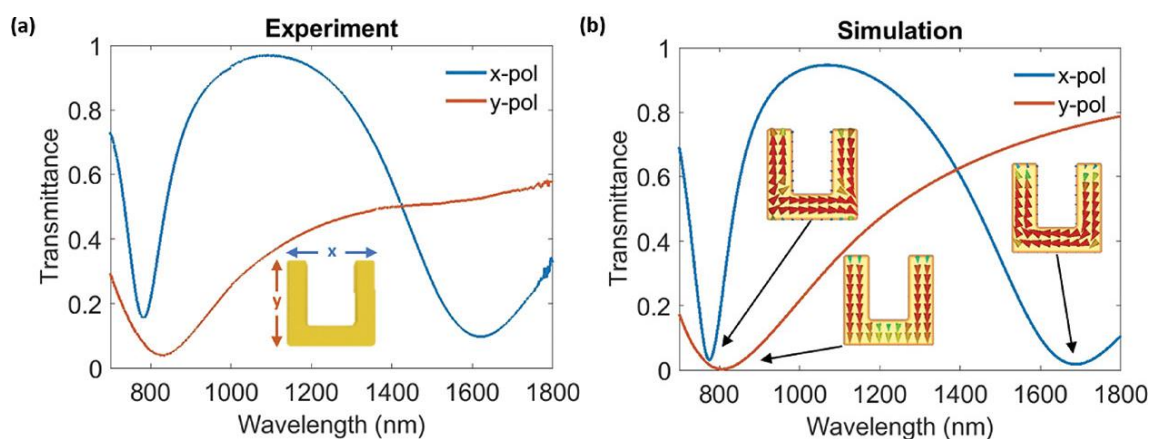 (a)
Experiment
x-pol
y-pol
Transmittance
1
0.8
0.6
0.4
0.2
0
x
y
800
1000
1200
1400
1600
1800
Wavelength (nm)
(b)
Simulation
x-pol
y-pol
Transmittance
1
0.8
0.6
0.4
0.2
0
800
1000
1200
1400
1600
1800
Wavelength (nm)